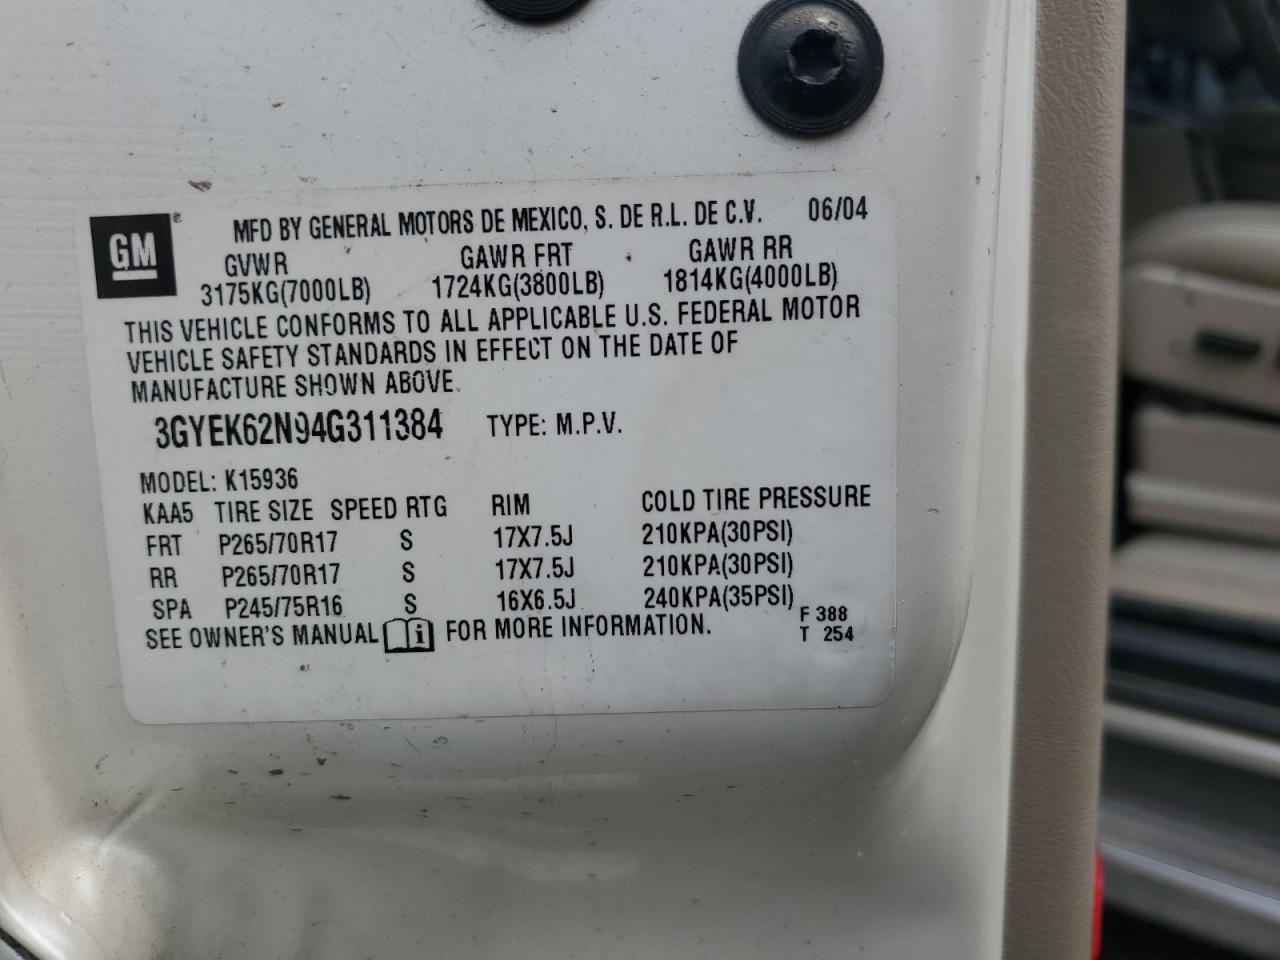 GM® MFD BY GENERAL MOTORS DE MEXICO, S. DE R.L. DE C.V. 06/04
GVWR GAWR FRT GAWR RR
3175KG(7000LB) 1724KG(3800LB) 1814KG(4000LB)
THIS VEHICLE CONFORMS TO ALL APPLICABLE U.S. FEDERAL MOTOR
VEHICLE SAFETY STANDARDS IN EFFECT ON THE DATE OF
MANUFACTURE SHOWN ABOVE.
3GYEK62N94G311384 TYPE: M.P.V.
MODEL: K15936
KAA5 TIRE SIZE SPEED RTG RIM COLD TIRE PRESSURE
FRT P265/70R17 S 17X7.5J 210KPA(30PSI)
RR P265/70R17 S 17X7.5J 210KPA(30PSI)
SPA P245/75R16 S 16X6.5J 240KPA(35PSI)
SEE OWNER'S MANUAL i FOR MORE INFORMATION.
F 388
T 254